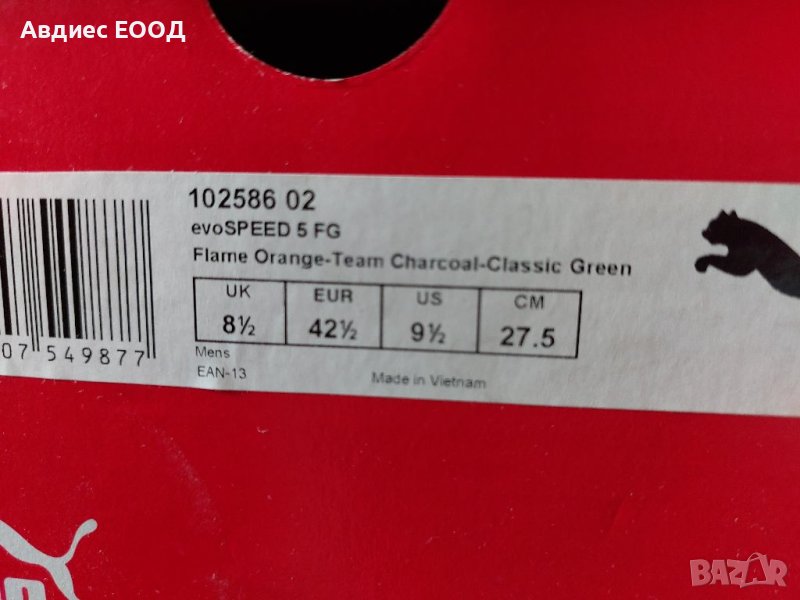 Авдиес ЕООД
102586 02
evoSPEED 5 FG
Flame Orange-Team Charcoal-Classic Green
UK EUR US CM
8½ 42½ 9½ 27.5
Mens
EAN-13
Made in Vietnam
07 549877
BAZAR